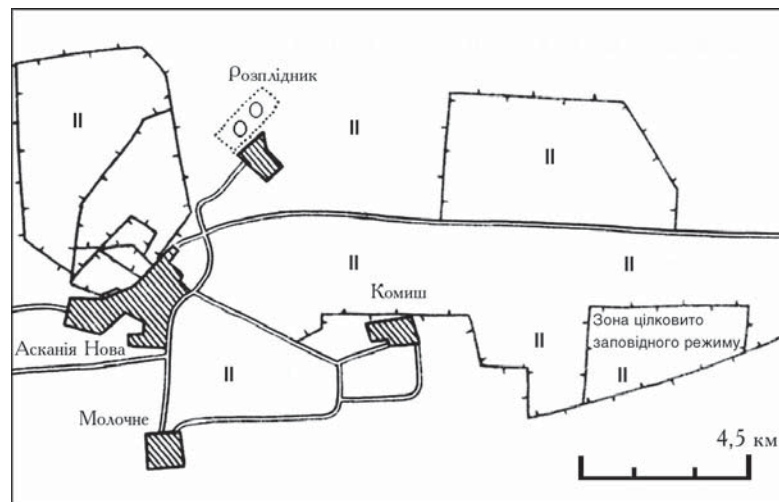 Розплідник
II
II
II
II
II
Комиш
II
Зона цілковито
заповідного режиму
II
Асканія Нова
II
Молочне
4,5 км